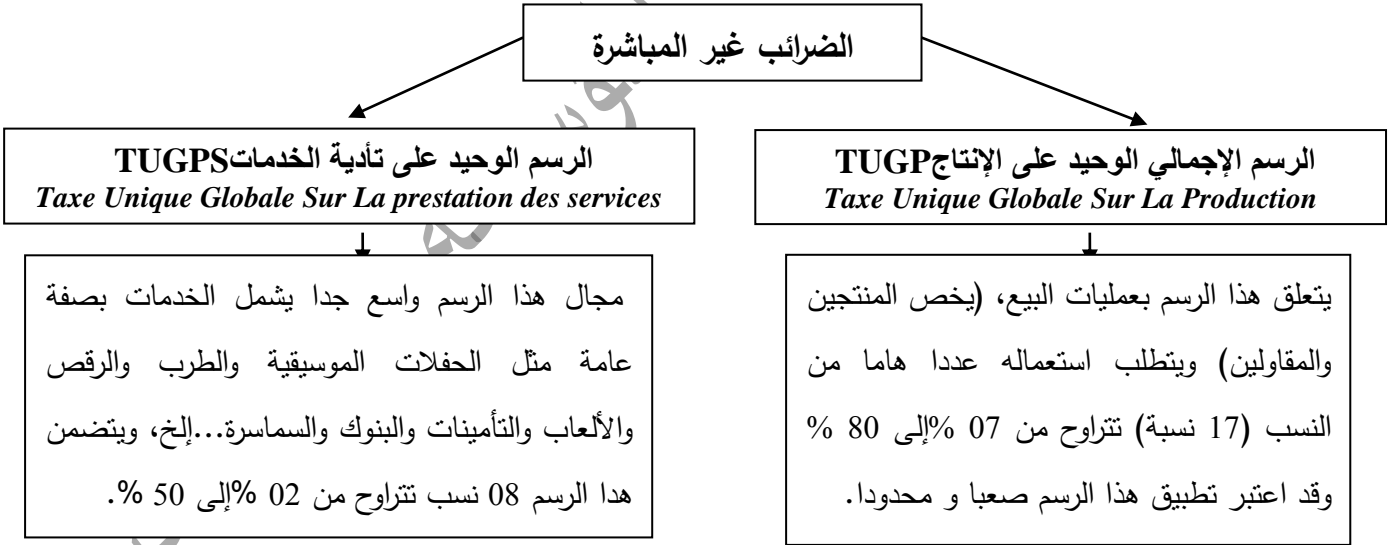 الضرائب غير المباشرة
الرسم الإجمالي الوحيد على الإنتاجTUGP
Taxe Unique Globale Sur La Production
يتعلق هذا الرسم بعمليات البيع، (يخص المنتجين
والمقاولين) ويتطلب استعماله عددا هاما من
النسب (17 نسبة) تتراوح من 07 %إلى 80 %
وقد اعتبر تطبيق هذا الرسم صعبا و محدودا.
الرسم الوحيد على تأدية الخدماتTUGPS
Taxe Unique Globale Sur La prestation des services
مجال هذا الرسم واسع جدا يشمل الخدمات بصفة
عامة مثل الحفلات الموسيقية والطرب والرقص
والألعاب والتأمينات والبنوك والسماسرة...إلخ، ويتضمن
هدا الرسم 08 نسب تتراوح من 02 %إلى 50 %.